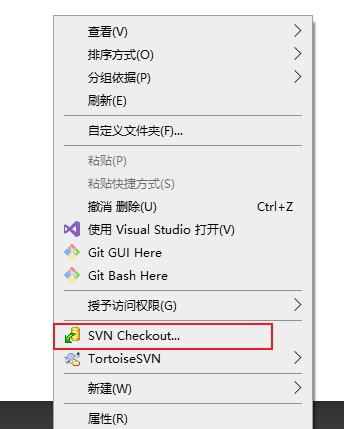 查看(V)
排序方式(O)
分组依据(P)
刷新(E)
自定义文件夹(F)...
粘贴(P)
粘贴快捷方式(S)
撤消 删除(U) Ctrl+Z
使用 Visual Studio 打开(V)
Git GUI Here
Git Bash Here
授予访问权限(G)
SVN Checkout...
TortoiseSVN
新建(W)
属性(R)